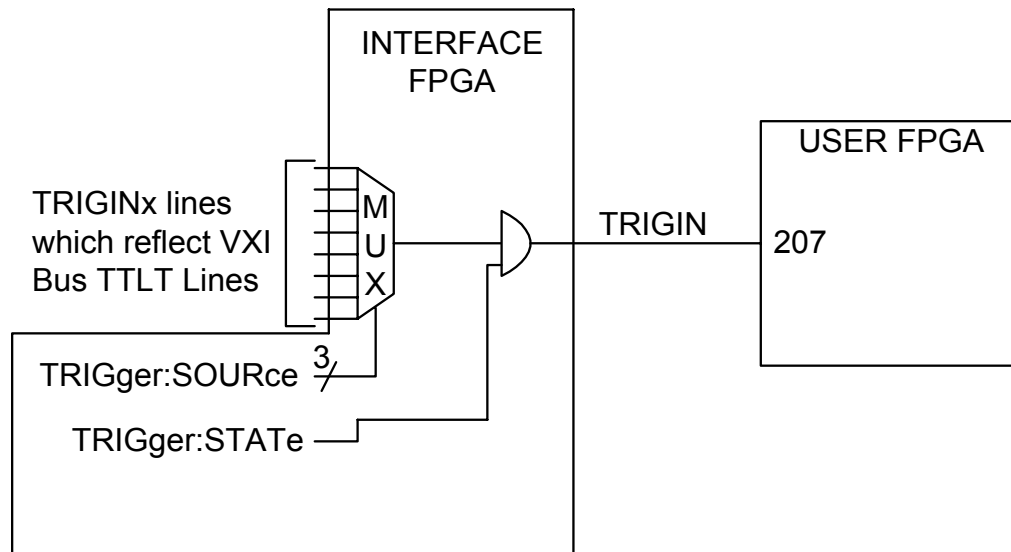 INTERFACE
FPGA
USER FPGA
TRIGINx lines
which reflect VXI
Bus TTLT Lines
M
U
X
TRIGIN
207
3
TRIGger:SOURce
TRIGger:STATe